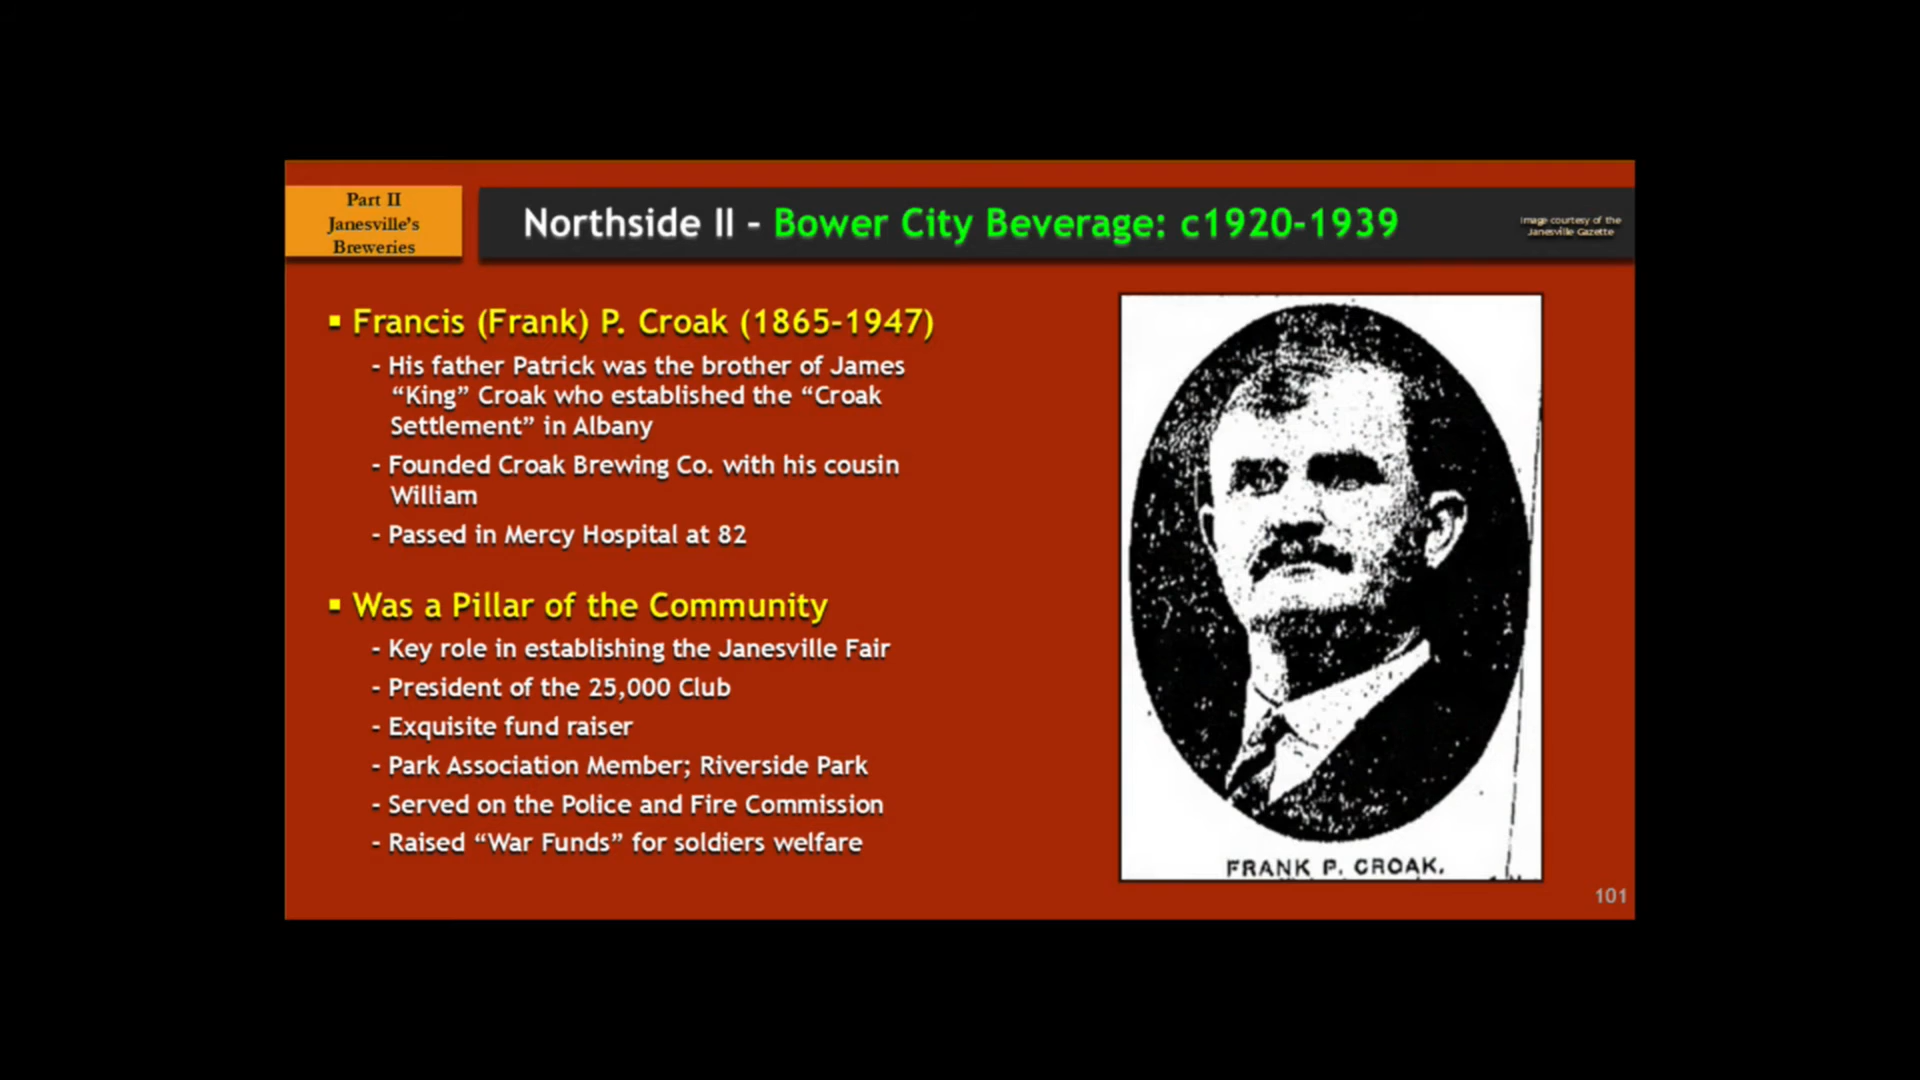 Part II
Janesville's
Breweries
Northside II - Bower City Beverage: c1920-1939
Image courtesy of the
Janesville Gazette
▪ Francis (Frank) P. Croak (1865-1947)
- His father Patrick was the brother of James
“King” Croak who established the “Croak
Settlement” in Albany
- Founded Croak Brewing Co. with his cousin
William
- Passed in Mercy Hospital at 82
▪ Was a Pillar of the Community
- Key role in establishing the Janesville Fair
- President of the 25,000 Club
- Exquisite fund raiser
- Park Association Member; Riverside Park
- Served on the Police and Fire Commission
- Raised “War Funds” for soldiers welfare
FRANK P. CROAK.
101